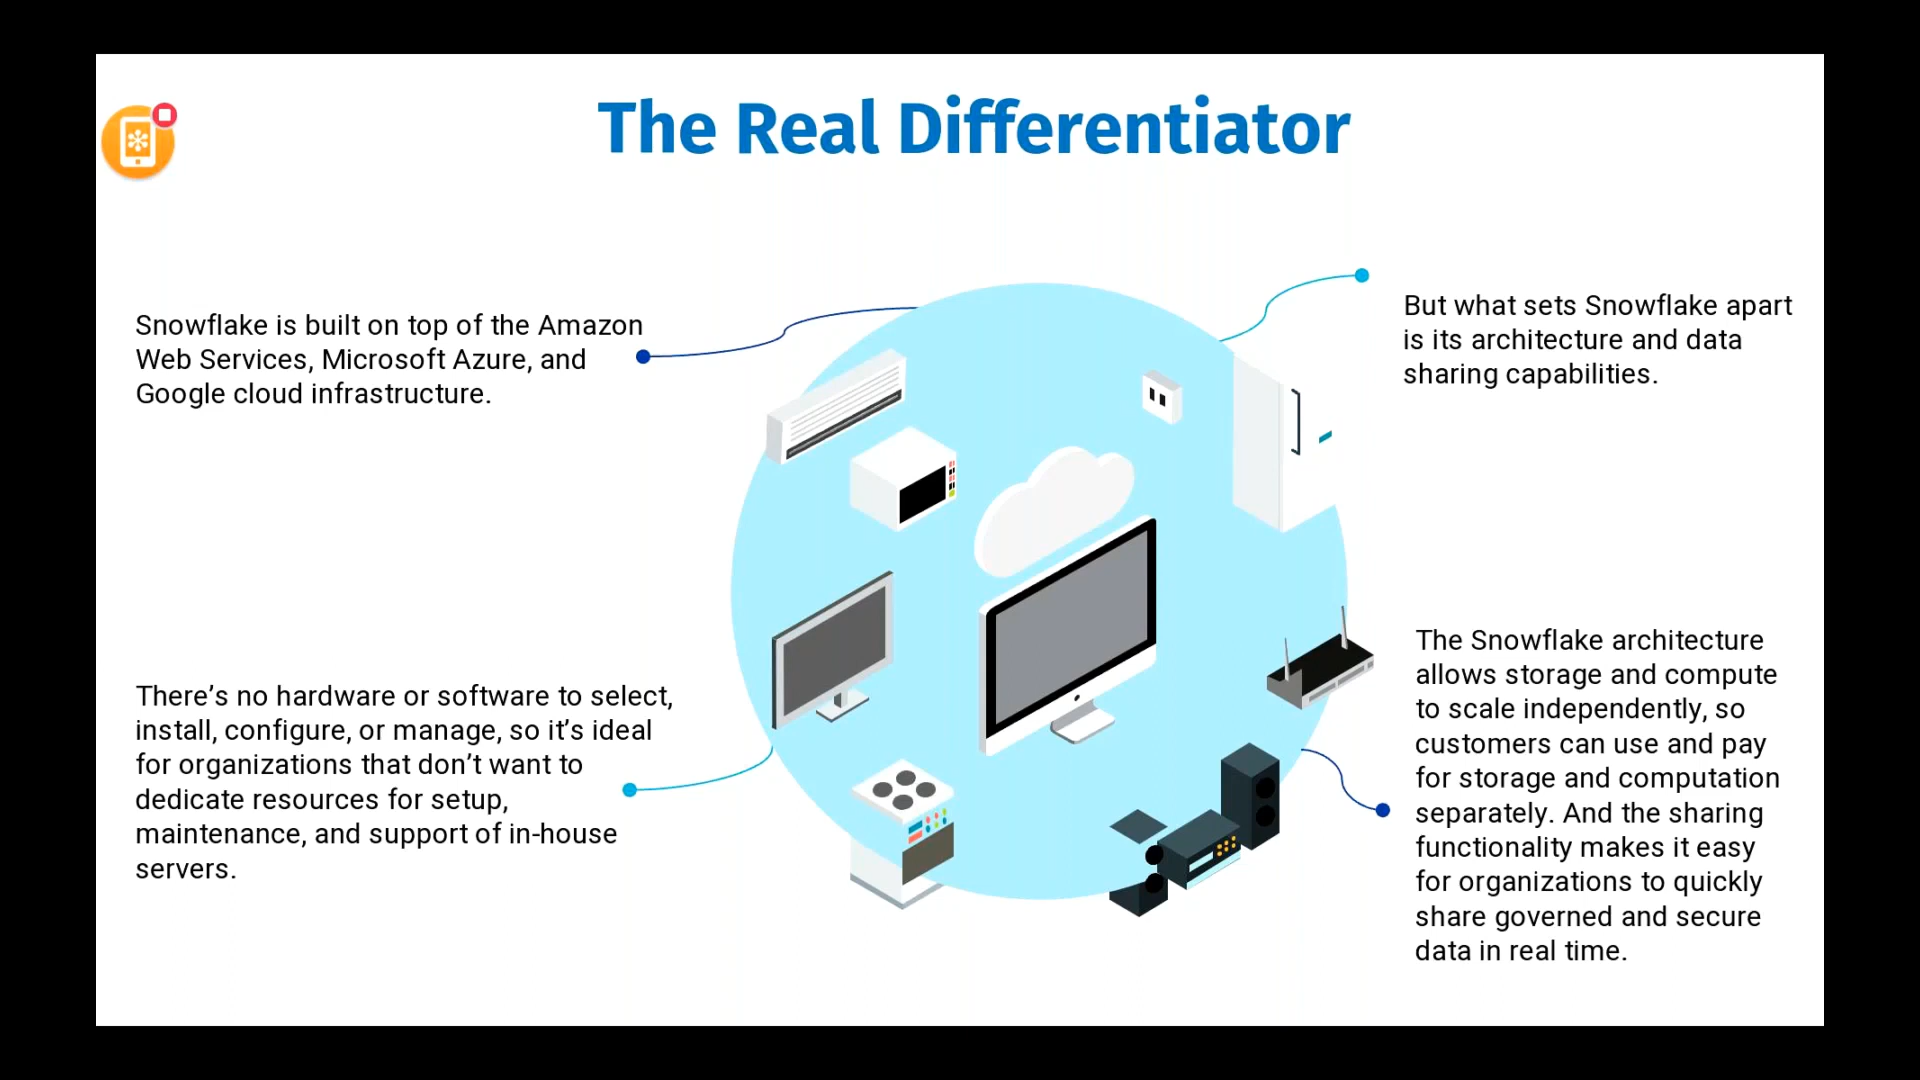 The Real Differentiator
Snowflake is built on top of the Amazon
Web Services, Microsoft Azure, and
Google cloud infrastructure.
But what sets Snowflake apart
is its architecture and data
sharing capabilities.
There’s no hardware or software to select,
install, configure, or manage, so it’s ideal
for organizations that don’t want to
dedicate resources for setup,
maintenance, and support of in-house
servers.
The Snowflake architecture
allows storage and compute
to scale independently, so
customers can use and pay
for storage and computation
separately. And the sharing
functionality makes it easy
for organizations to quickly
share governed and secure
data in real time.